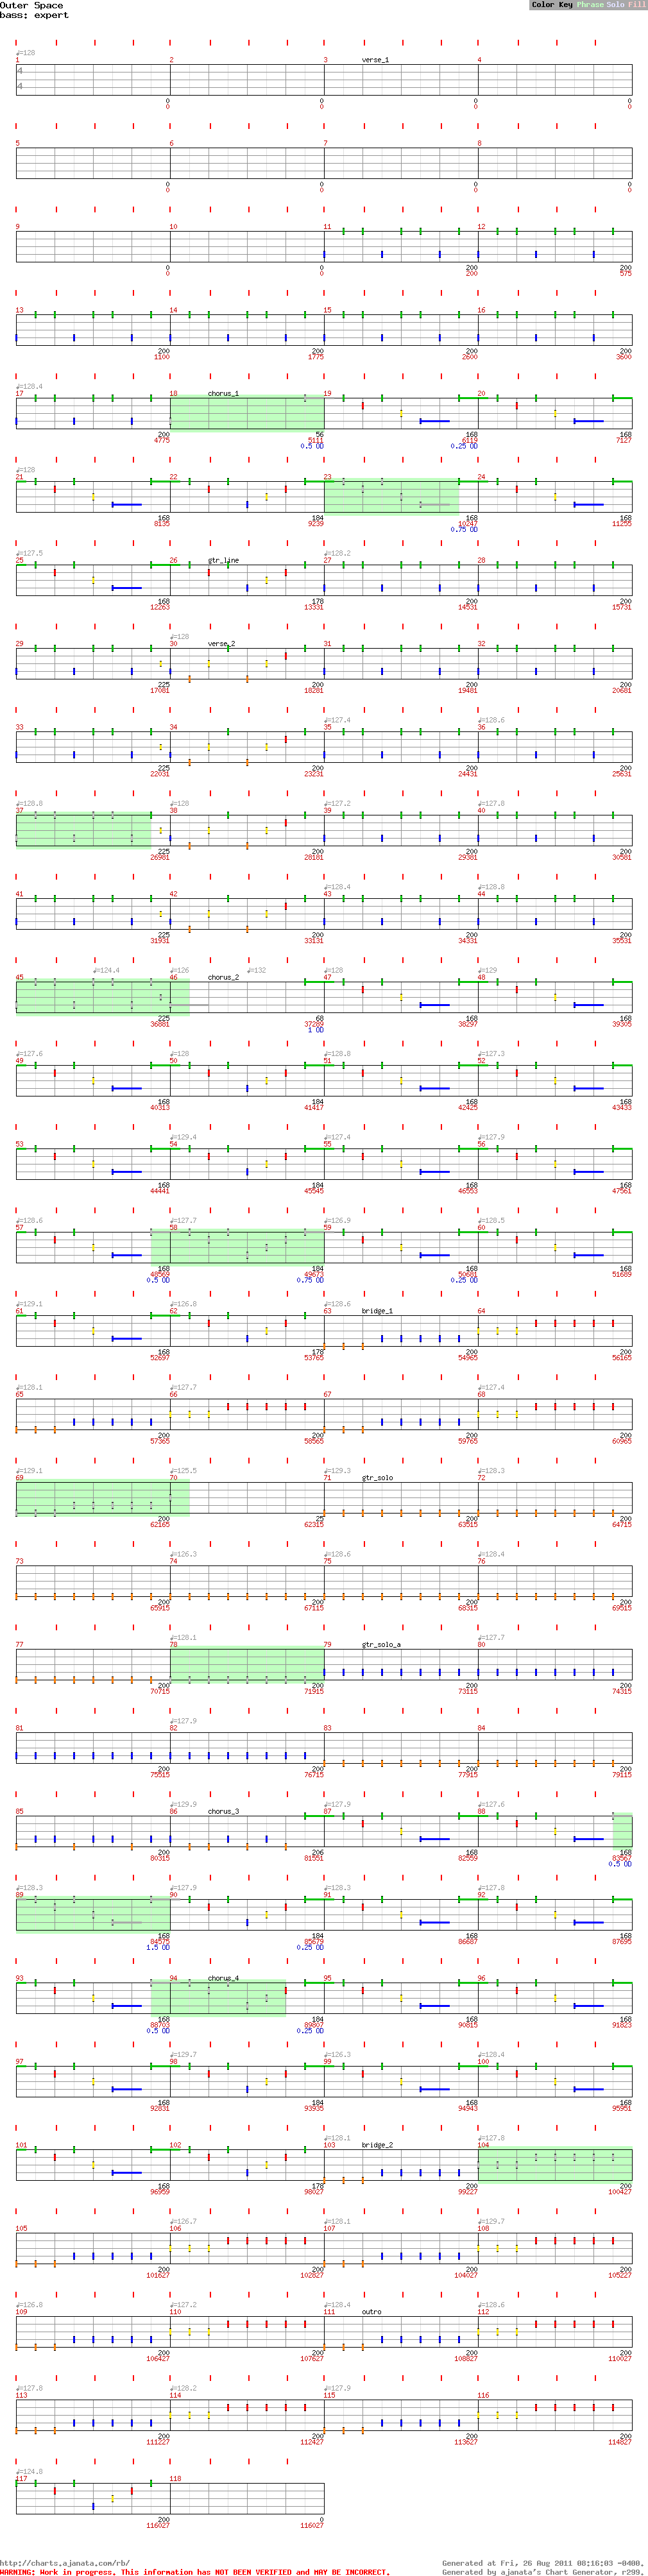 Outer Space Color Key Phrase Solo Fill
bass: expert
♩=128
1 2 3 verse_1 4
4
4
0 0 0 0
0 0 0 0
5 6 7 8
0 0 0 0
0 0 0 0
9 10 11 12
0 0 200 200
0 0 200 575
13 14 15 16
200 200 200 200
1100 1775 2600 3600
♩=128.4
17 18 chorus_1 19 20
200 56 168 168
4775 5111 6119 7127
0.5 OD 0.25 OD
♩=128
21 22 23 24
168 184 168 168
8135 9239 10247 11255
0.75 OD
♩=127.5 ♩=128.2
25 26 gtr_line 27 28
168 178 200 200
12263 13331 14531 15731
♩=128
29 30 verse_2 31 32
225 200 200 200
17081 18281 19481 20681
♩=127.4 ♩=128.6
33 34 35 36
225 200 200 200
22031 23231 24431 25631
♩=128.8 ♩=128 ♩=127.2 ♩=127.8
37 38 39 40
225 200 200 200
26981 28181 29381 30581
♩=128.4 ♩=128.8
41 42 43 44
225 200 200 200
31931 33131 34331 35531
♩=124.4 ♩=126 ♩=132 ♩=128 ♩=129
45 46 chorus_2 47 48
225 68 168 168
36881 37289 38297 39305
1 OD
♩=127.6 ♩=128 ♩=128.8 ♩=127.3
49 50 51 52
168 184 168 168
40313 41417 42425 43433
♩=129.4 ♩=127.4 ♩=127.9
53 54 55 56
168 184 168 168
44441 45545 46553 47561
♩=128.6 ♩=127.7 ♩=126.9 ♩=128.5
57 58 59 60
168 184 168 168
48569 49673 50681 51689
0.5 OD 0.75 OD 0.25 OD
♩=129.1 ♩=126.8 ♩=128.6
61 62 63 bridge_1 64
168 178 200 200
52697 53765 54965 56165
♩=128.1 ♩=127.7 ♩=127.4
65 66 67 68
200 200 200 200
57365 58565 59765 60965
♩=129.1 ♩=125.5 ♩=129.3 ♩=128.3
69 70 71 gtr_solo 72
200 25 200 200
62165 62315 63515 64715
♩=126.3 ♩=128.6 ♩=128.4
73 74 75 76
200 200 200 200
65915 67115 68315 69515
♩=128.1 ♩=127.7
77 78 79 gtr_solo_a 80
200 200 200 200
70715 71915 73115 74315
♩=127.9
81 82 83 84
200 200 200 200
75515 76715 77915 79115
♩=129.9 ♩=127.9 ♩=127.6
85 86 chorus_3 87 88
200 206 168 168
80315 81551 82559 83567
0.5 OD
♩=128.3 ♩=127.9 ♩=128.3 ♩=127.8
89 90 91 92
168 184 168 168
84575 85679 86687 87695
1.5 OD 0.25 OD
93 94 chorus_4 95 96
168 184 168 168
88703 89807 90815 91823
0.5 OD 0.25 OD
♩=129.7 ♩=126.3 ♩=128.4
97 98 99 100
168 184 168 168
92831 93935 94943 95951
♩=128.1 ♩=127.8
101 102 103 bridge_2 104
168 178 200 200
96959 98027 99227 100427
♩=126.7 ♩=128.1 ♩=129.7
105 106 107 108
200 200 200 200
101627 102827 104027 105227
♩=126.8 ♩=127.2 ♩=128.4 ♩=128.6
109 110 111 outro 112
200 200 200 200
106427 107627 108827 110027
♩=127.8 ♩=128.2 ♩=127.9
113 114 115 116
200 200 200 200
111227 112427 113627 114827
♩=124.8
117 118
200 0
116027 116027
http://charts.ajanata.com/rb/ Generated at Fri, 26 Aug 2011 08:16:03 -0400.
WARNING: Work in progress. This information has NOT BEEN VERIFIED and MAY BE INCORRECT. Generated by ajanata's Chart Generator, r299.